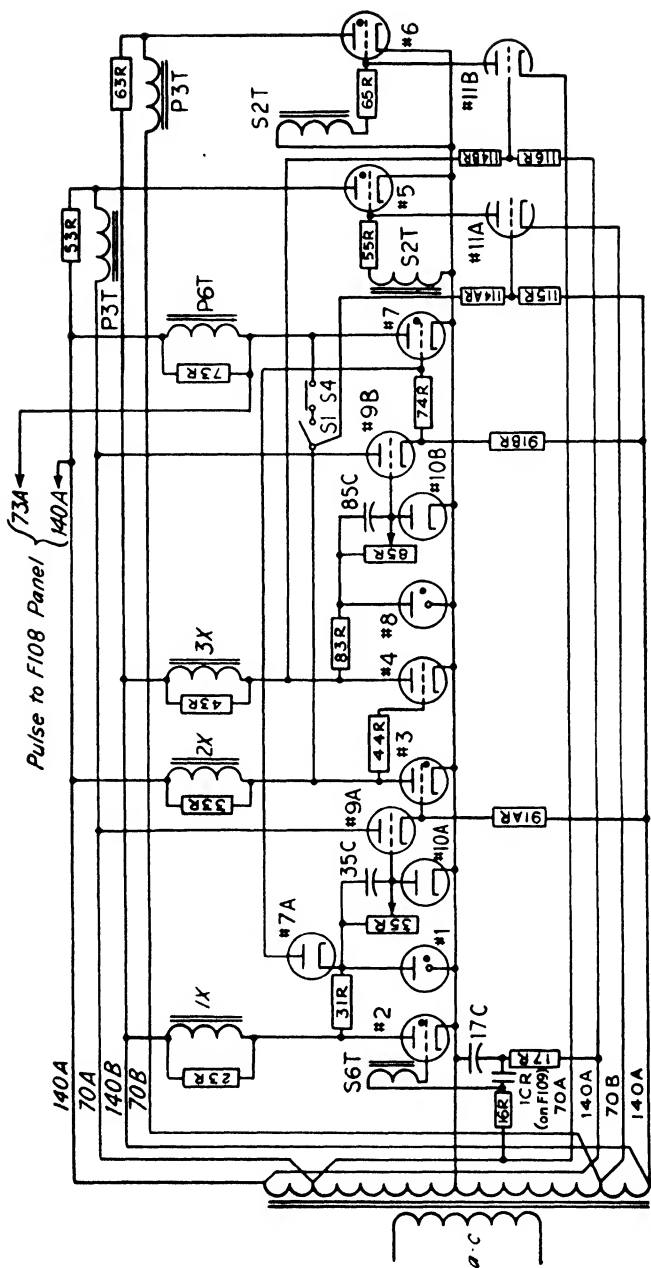 Pulse to F108 Panel
73A
140A
140A
70A
140B
70B
63R
P3T
#6
S2T
65R
#11B
114BR
116R
53R
P3T
#5
55R
S2T
#11A
114AR
115R
P6T
73R
#7
S1 S4
74R
#9B
91BR
85C
#10B
85R
#8
83R
3X
43R
#4
44R
2X
33R
#3
#9A
91AR
35C
#10A
35R
#7A
#1
31R
1X
23R
#2
S6T
17C
1CR
(on F109)
17R
16R
70A
140A
70B
140A
a-c